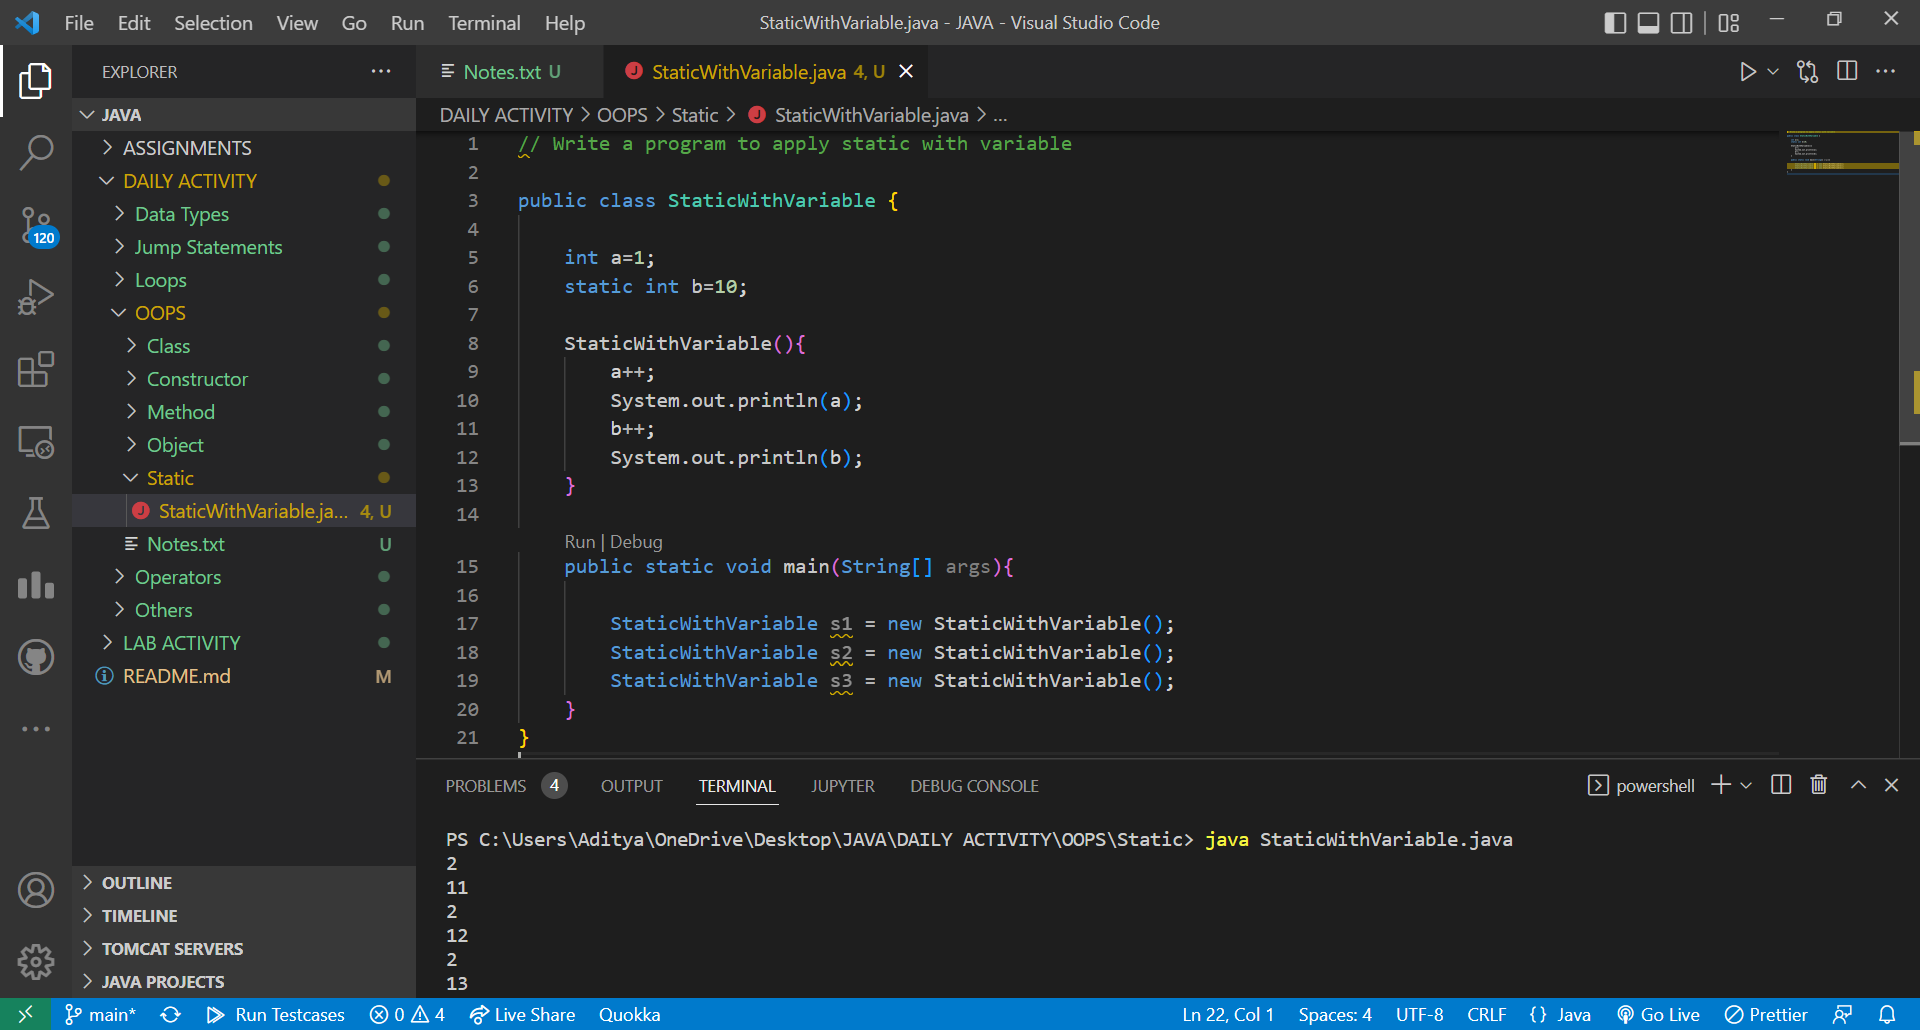 File Edit Selection View Go Run Terminal Help
StaticWithVariable.java - JAVA - Visual Studio Code
EXPLORER
Notes.txt U
StaticWithVariable.java 4, U
JAVA
ASSIGNMENTS
DAILY ACTIVITY
Data Types
120
Jump Statements
Loops
OOPS
Class
Constructor
Method
Object
Static
StaticWithVariable.ja... 4, U
Notes.txt U
Operators
Others
LAB ACTIVITY
README.md M
OUTLINE
TIMELINE
TOMCAT SERVERS
JAVA PROJECTS
DAILY ACTIVITY > OOPS > Static > StaticWithVariable.java > ...
1 // Write a program to apply static with variable
2
3 public class StaticWithVariable {
4
5 int a=1;
6 static int b=10;
7
8 StaticWithVariable(){
9 a++;
10 System.out.println(a);
11 b++;
12 System.out.println(b);
13 }
14
Run | Debug
15 public static void main(String[] args){
16
17 StaticWithVariable s1 = new StaticWithVariable();
18 StaticWithVariable s2 = new StaticWithVariable();
19 StaticWithVariable s3 = new StaticWithVariable();
20 }
21 }
PROBLEMS 4 OUTPUT TERMINAL JUPYTER DEBUG CONSOLE
powershell
PS C:\Users\Aditya\OneDrive\Desktop\JAVA\DAILY ACTIVITY\OOPS\Static> java StaticWithVariable.java
2
11
2
12
2
13
main* Run Testcases 0 4 Live Share Quokka
Ln 22, Col 1 Spaces: 4 UTF-8 CRLF {} Java Go Live Prettier